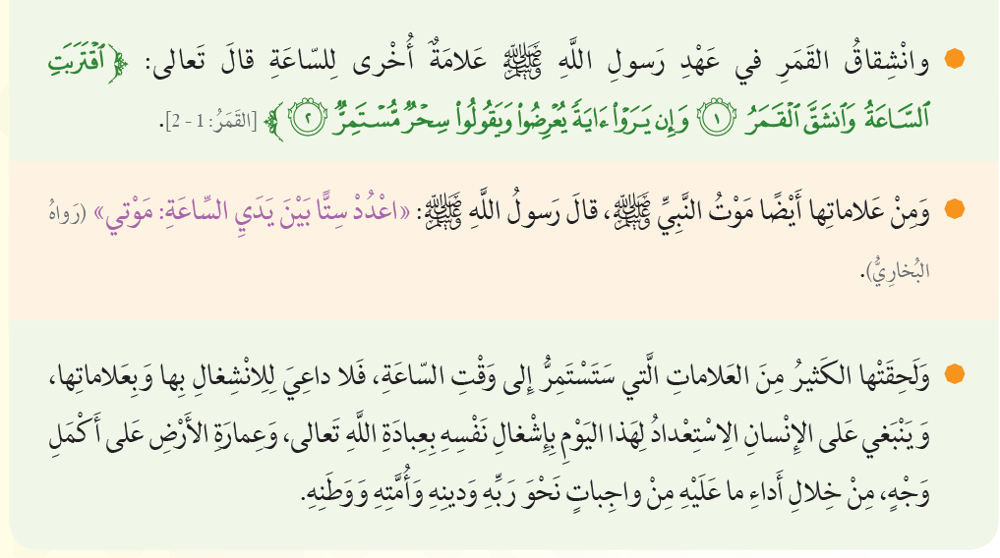 وانْشِقاقُ القَمَرِ في عَهْدِ رَسولِ اللَّهِ ﷺ عَلامَةٌ أُخْرى لِلسّاعَةِ قالَ تَعالى: ﴿ٱقْتَرَبَتِ
ٱلسَّاعَةُ وَٱنشَقَّ ٱلْقَمَرُ ١ وَإِن يَرَوْا۟ ءَايَةً يُعْرِضُوا۟ وَيَقُولُوا۟ سِحْرٌ مُّسْتَمِرٌّ ٢﴾ [القَمَرُ: 1 - 2].
وَمِنْ عَلاماتِها أَيْضًا مَوْتُ النَّبِيِّ ﷺ، قالَ رَسولُ اللَّهِ ﷺ: «اعْدُدْ سِتًّا بَيْنَ يَدَيِ السِّاعَةِ: مَوْتي» (رَواهُ
البُخارِيُّ).
وَلَحِقَتْها الكَثيرُ مِنَ العَلاماتِ الَّتي سَتَسْتَمِرُّ إِلى وَقْتِ السّاعَةِ، فَلا داعِيَ لِلِانْشِغالِ بِها وَبِعَلاماتِها،
وَيَنْبَغي عَلى الإِنْسانِ الِاسْتِعْدادُ لِهَذا اليَوْمِ بِإِشْغالِ نَفْسِهِ بِعِبادَةِ اللَّهِ تَعالى، وَعِمارَةِ الأَرْضِ عَلى أَكْمَلِ
وَجْهٍ، مِنْ خِلالِ أَداءِ ما عَلَيْهِ مِنْ واجِباتٍ نَحْوَ رَبِّهِ وَدينِهِ وَأُمَّتِهِ وَوَطَنِهِ.